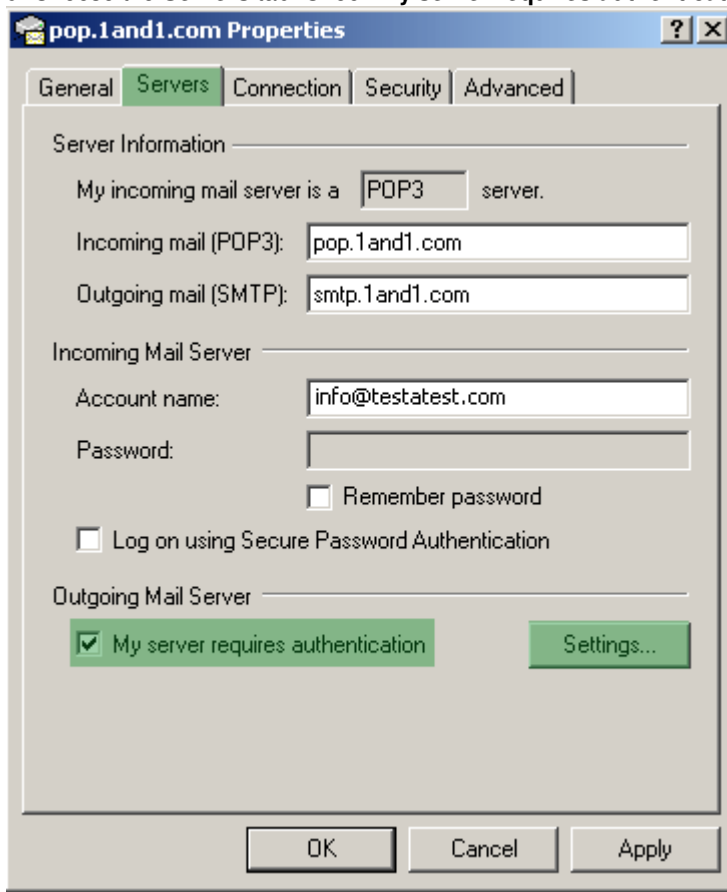 pop.1and1.com Properties
General Servers Connection Security Advanced
Server Information
My incoming mail server is a POP3 server.
Incoming mail (POP3): pop.1and1.com
Outgoing mail (SMTP): smtp.1and1.com
Incoming Mail Server
Account name: info@testatest.com
Password:
Remember password
Log on using Secure Password Authentication
Outgoing Mail Server
My server requires authentication Settings...
OK Cancel Apply